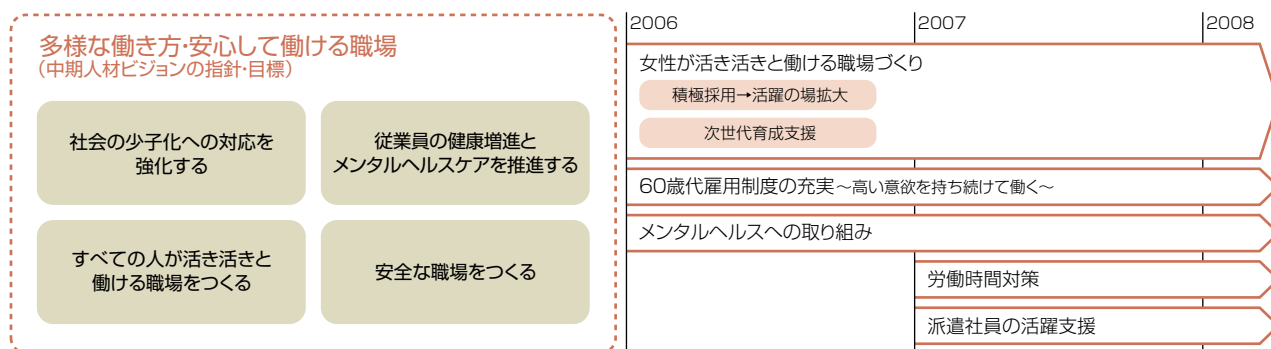 多様な働き方・安心して働ける職場
（中期人材ビジョンの指針・目標）
社会の少子化への対応を
強化する
従業員の健康増進と
メンタルヘルスケアを推進する
すべての人が活き活きと
働ける職場をつくる
安全な職場をつくる
2006
2007
2008
女性が活き活きと働ける職場づくり
積極採用→活躍の場拡大
次世代育成支援
60歳代雇用制度の充実～高い意欲を持ち続けて働く～
メンタルヘルスへの取り組み
労働時間対策
派遣社員の活躍支援